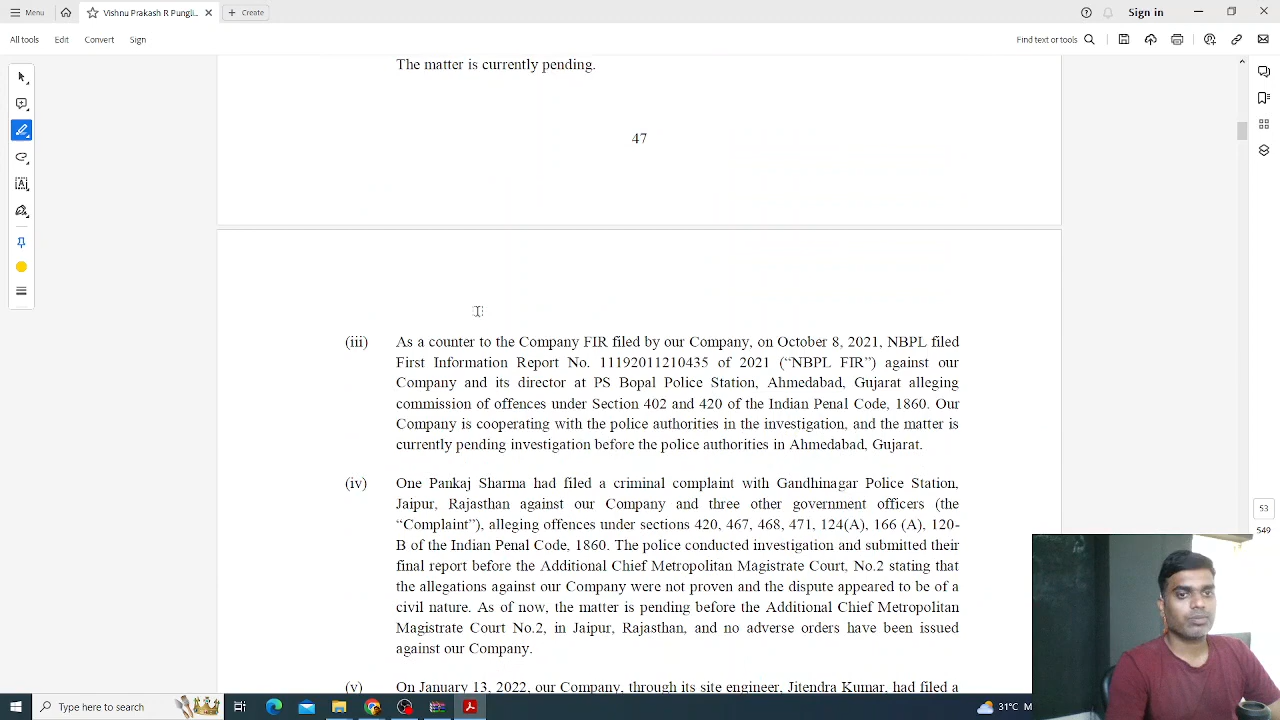 Menu
Vishnu Prakash R Pungli...
Create
Sign in
All tools
Edit
Convert
Sign
Find text or tools
The matter is currently pending.
47
(iii) As a counter to the Company FIR filed by our Company, on October 8, 2021, NBPL filed
First Information Report No. 11192011210435 of 2021 (“NBPL FIR”) against our
Company and its director at PS Bopal Police Station, Ahmedabad, Gujarat alleging
commission of offences under Section 402 and 420 of the Indian Penal Code, 1860. Our
Company is cooperating with the police authorities in the investigation, and the matter is
currently pending investigation before the police authorities in Ahmedabad, Gujarat.
(iv) One Pankaj Sharma had filed a criminal complaint with Gandhinagar Police Station,
Jaipur, Rajasthan against our Company and three other government officers (the
“Complaint”), alleging offences under sections 420, 467, 468, 471, 124(A), 166 (A), 120-
B of the Indian Penal Code, 1860. The police conducted investigation and submitted their
final report before the Additional Chief Metropolitan Magistrate Court, No.2 stating that
the allegations against our Company were not proven and the dispute appeared to be of a
civil nature. As of now, the matter is pending before the Additional Chief Metropolitan
Magistrate Court No.2, in Jaipur, Rajasthan, and no adverse orders have been issued
against our Company.
(v) On January 13, 2022, our Company, through its site engineer, Jitendra Kumar, had filed a
53
549
Type here to search
31°C M